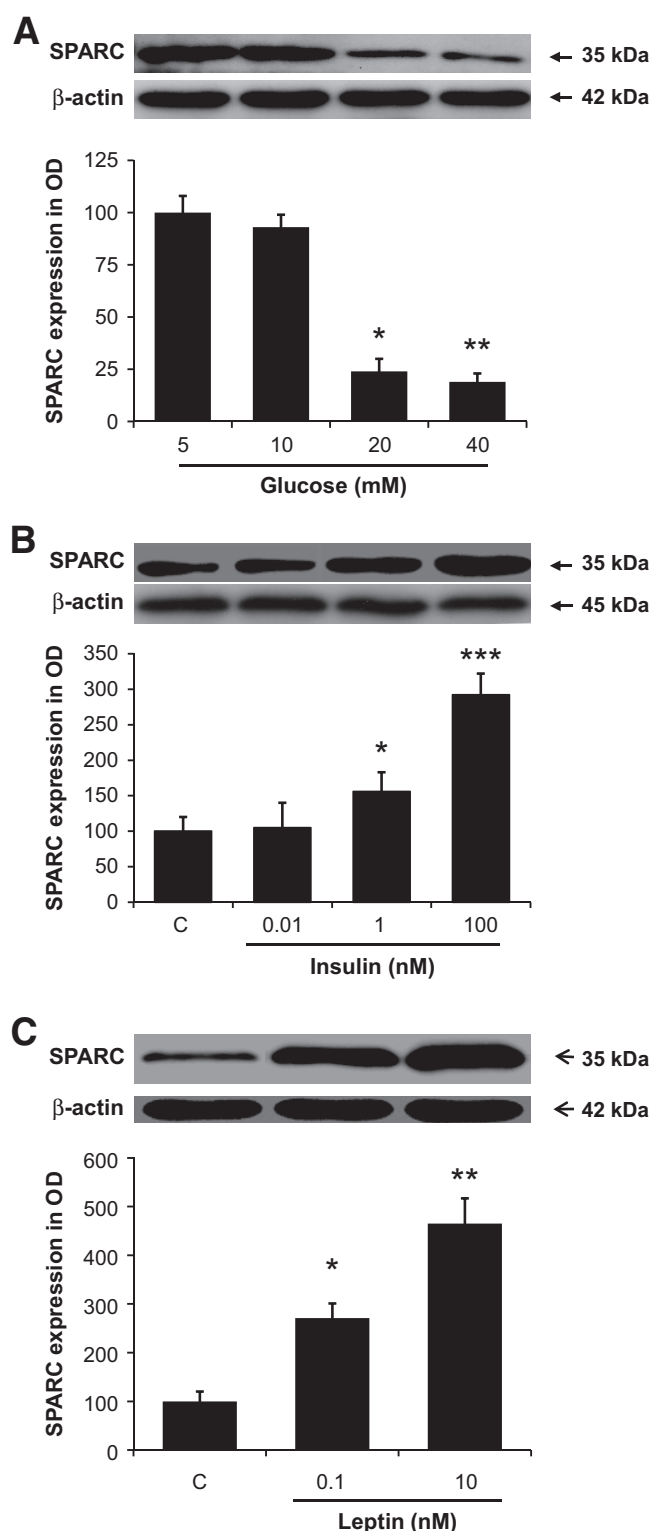 A
SPARC
35 kDa
β-actin
42 kDa
SPARC expression in OD
125
100
75
50
25
0
*
**
5 10 20 40
Glucose (mM)
B
SPARC
35 kDa
β-actin
45 kDa
SPARC expression in OD
350
300
250
200
150
100
50
0
*
***
C 0.01 1 100
Insulin (nM)
C
SPARC
35 kDa
β-actin
42 kDa
SPARC expression in OD
600
500
400
300
200
100
0
*
**
C 0.1 10
Leptin (nM)